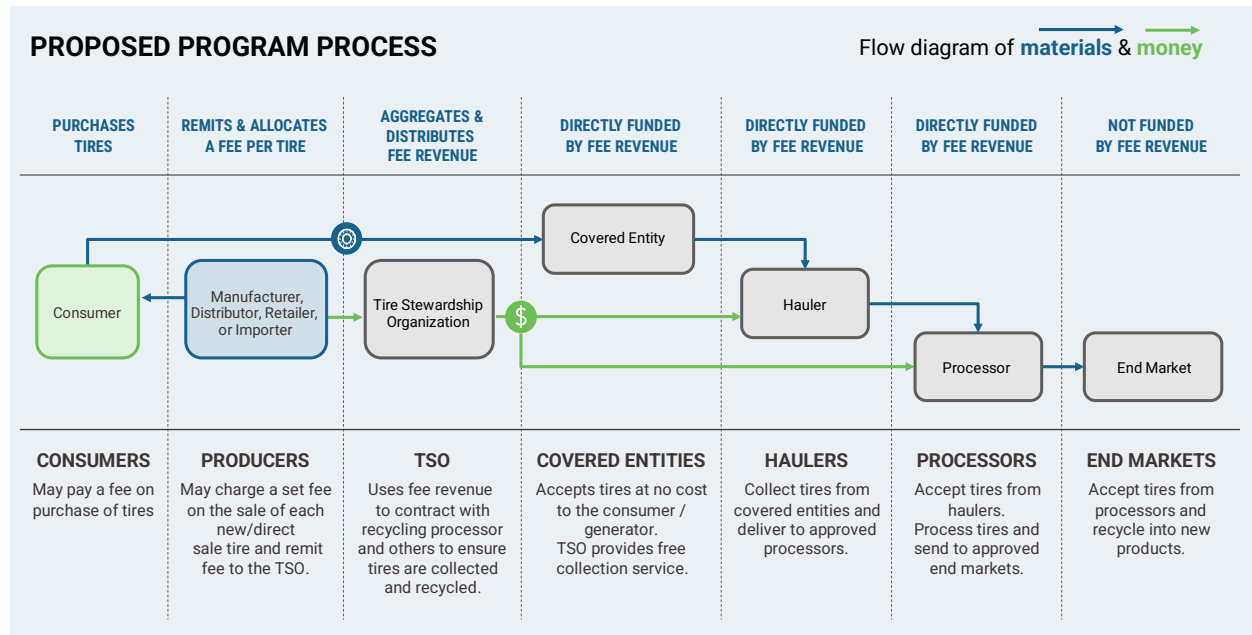 PROPOSED PROGRAM PROCESS
Flow diagram of materials & money
PURCHASES
TIRES
REMITS & ALLOCATES
A FEE PER TIRE
AGGREGATES &
DISTRIBUTES
FEE REVENUE
DIRECTLY FUNDED
BY FEE REVENUE
DIRECTLY FUNDED
BY FEE REVENUE
DIRECTLY FUNDED
BY FEE REVENUE
NOT FUNDED
BY FEE REVENUE
Consumer
Manufacturer,
Distributor, Retailer,
or Importer
Tire Stewardship
Organization
$
Covered Entity
Hauler
Processor
End Market
CONSUMERS
May pay a fee on
purchase of tires
PRODUCERS
May charge a set fee
on the sale of each
new/direct
sale tire and remit
fee to the TSO.
TSO
Uses fee revenue
to contract with
recycling processor
and others to ensure
tires are collected
and recycled.
COVERED ENTITIES
Accepts tires at no cost
to the consumer /
generator.
TSO provides free
collection service.
HAULERS
Collect tires from
covered entities and
deliver to approved
processors.
PROCESSORS
Accept tires from
haulers.
Process tires and
send to approved
end markets.
END MARKETS
Accept tires from
processors and
recycle into new
products.